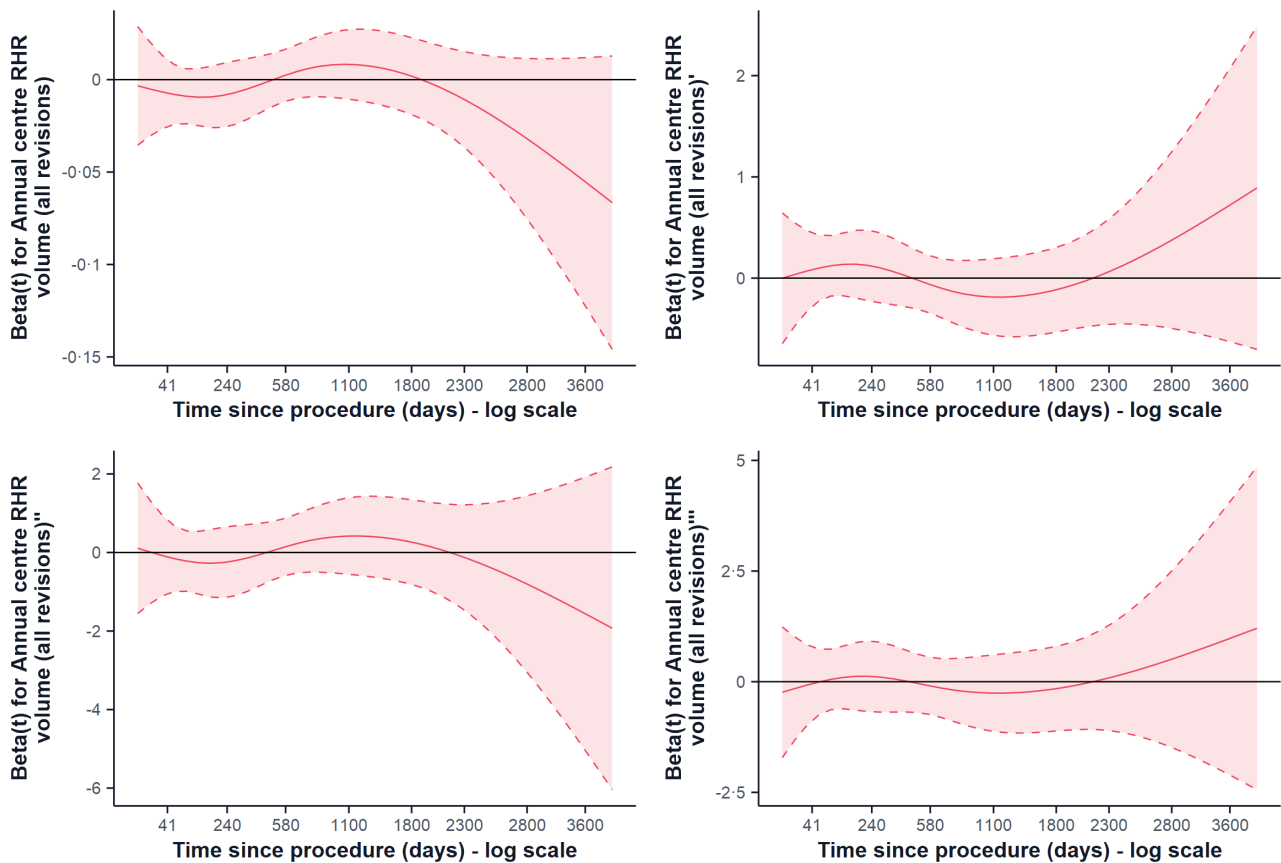 Beta(t) for Annual centre RHR
volume (all revisions)
0
-0·05
-0·1
-0·15
41 240 580 1100 1800 2300 2800 3600
Time since procedure (days) - log scale
Beta(t) for Annual centre RHR
volume (all revisions)'
2
1
0
41 240 580 1100 1800 2300 2800 3600
Time since procedure (days) - log scale
Beta(t) for Annual centre RHR
volume (all revisions)''
2
0
-2
-4
-6
41 240 580 1100 1800 2300 2800 3600
Time since procedure (days) - log scale
Beta(t) for Annual centre RHR
volume (all revisions)'''
5
2·5
0
-2·5
41 240 580 1100 1800 2300 2800 3600
Time since procedure (days) - log scale